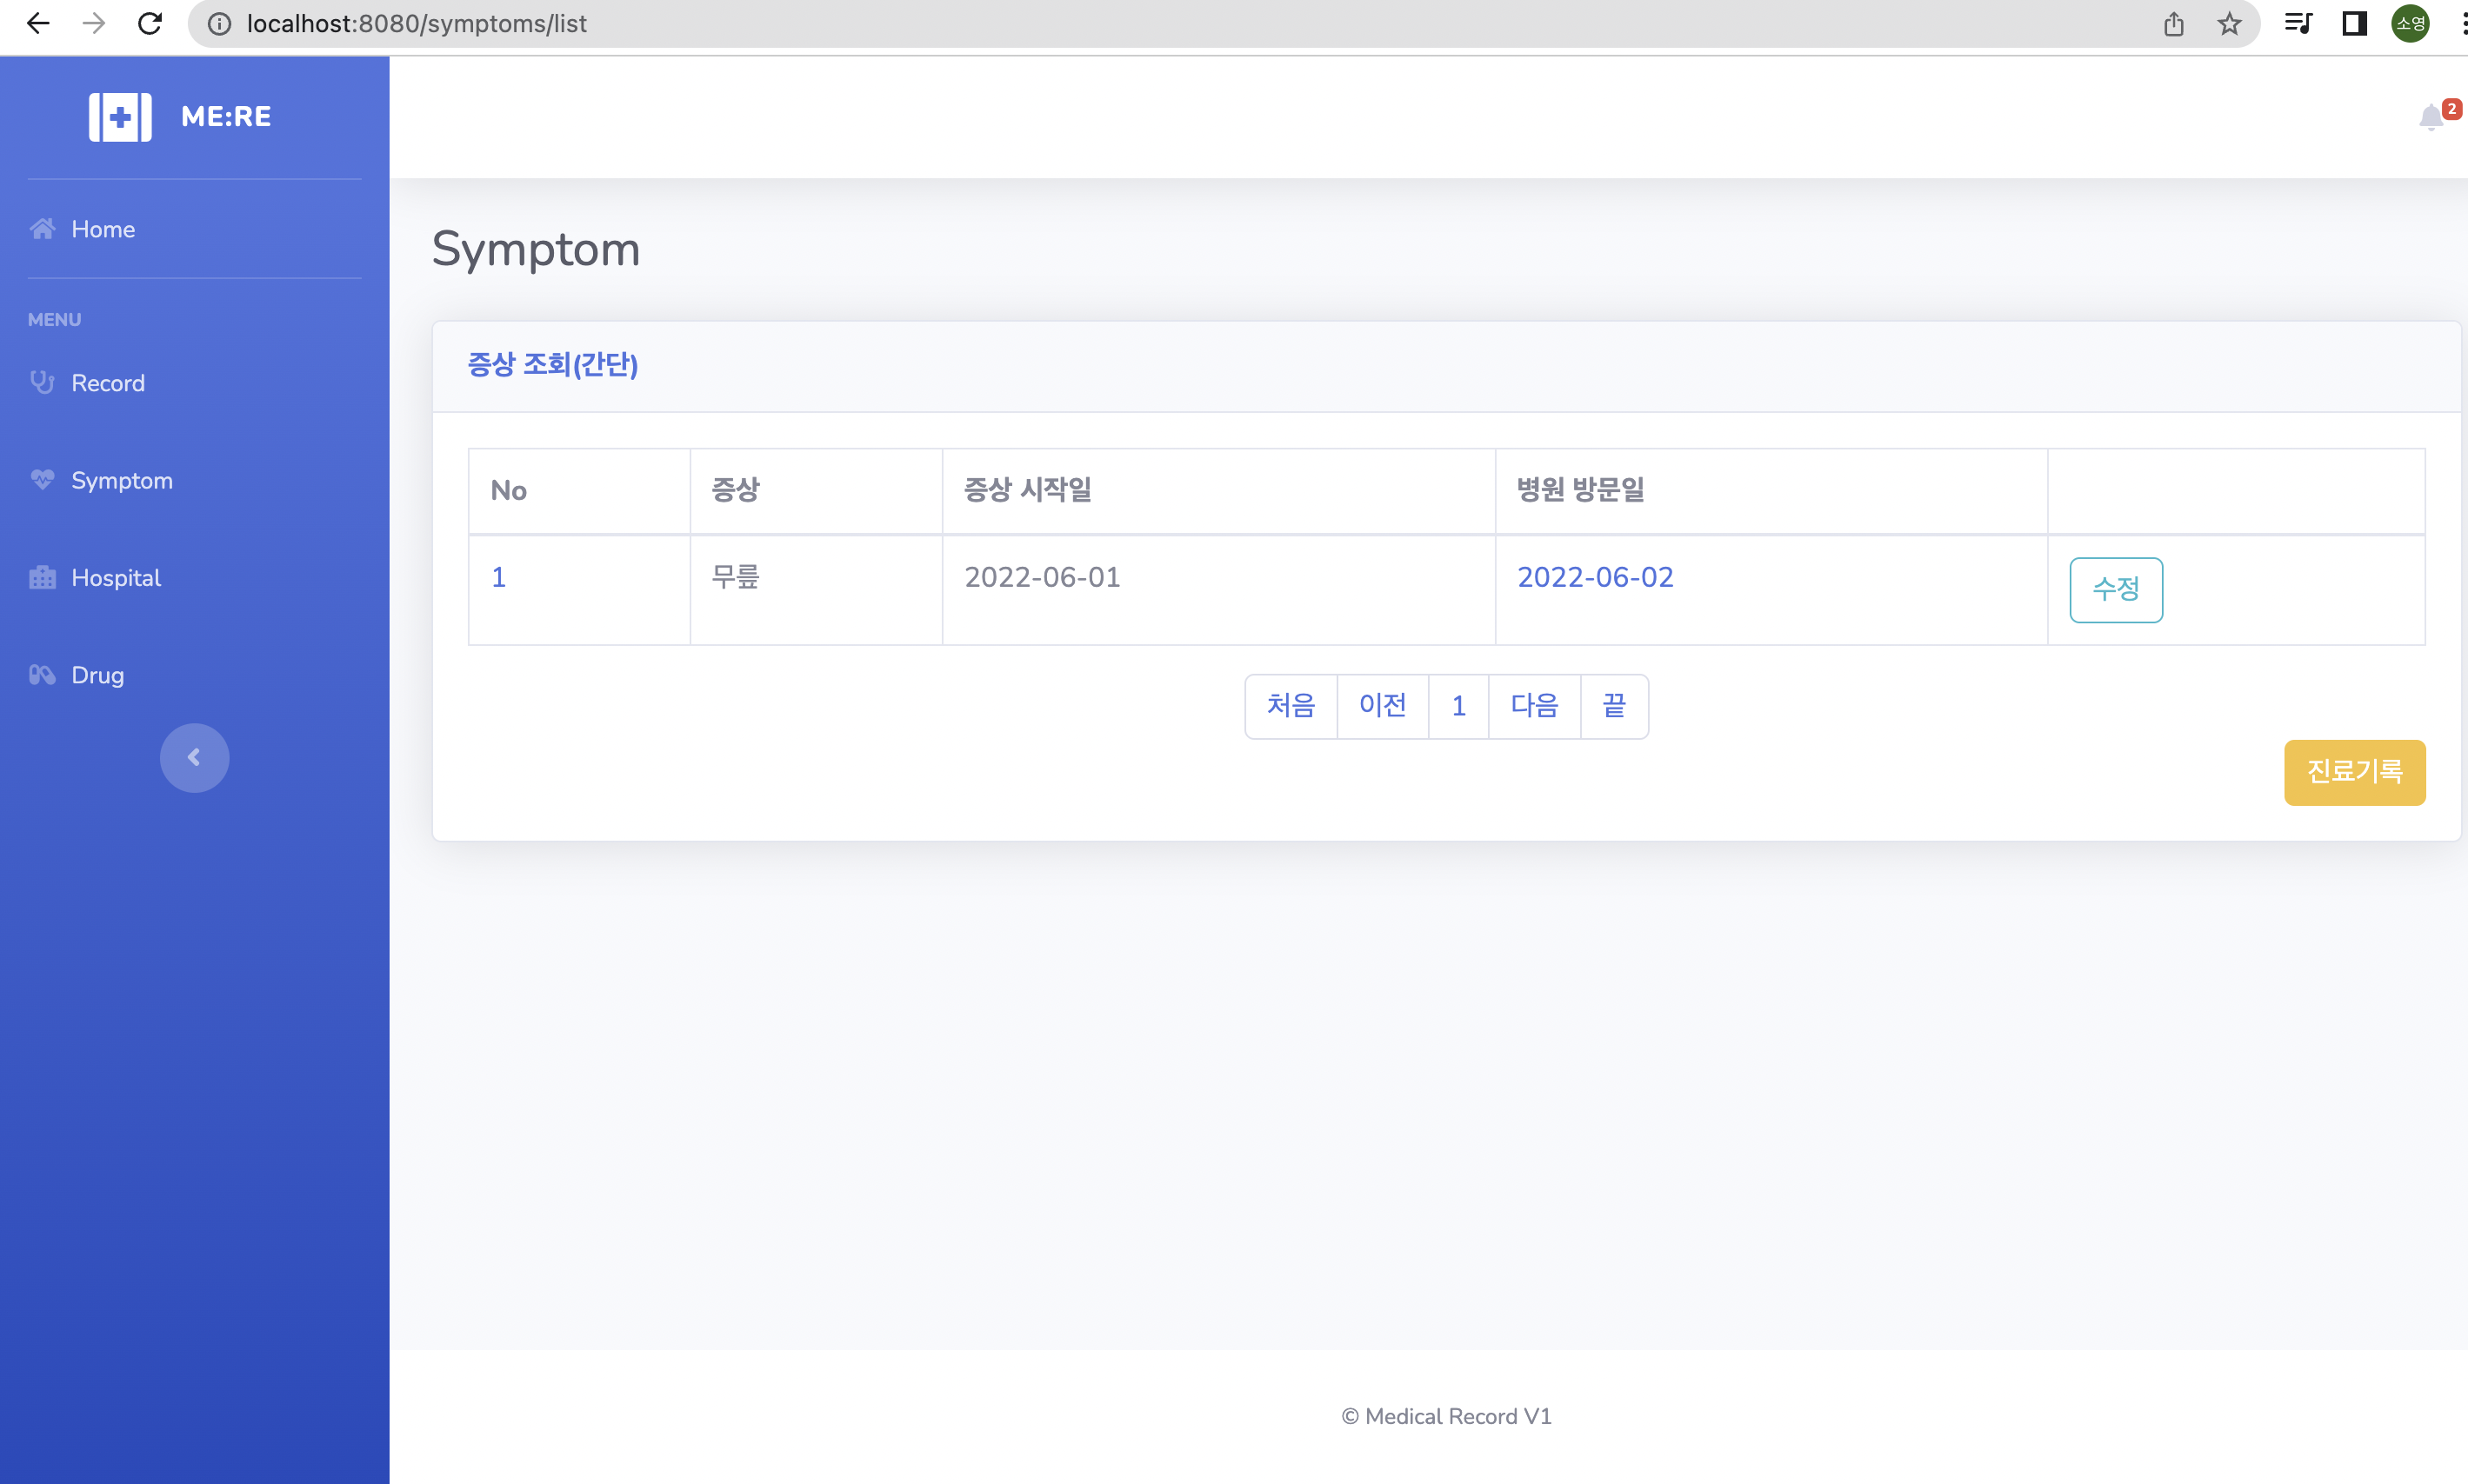 localhost:8080/symptoms/list
소영
ME:RE
2
Home
Symptom
MENU
증상 조회(간단)
Record
No 증상 증상 시작일 병원 방문일
Symptom
1 무릎 2022-06-01 2022-06-02 수정
Hospital
Drug
처음 이전 1 다음 끝
진료기록
© Medical Record V1